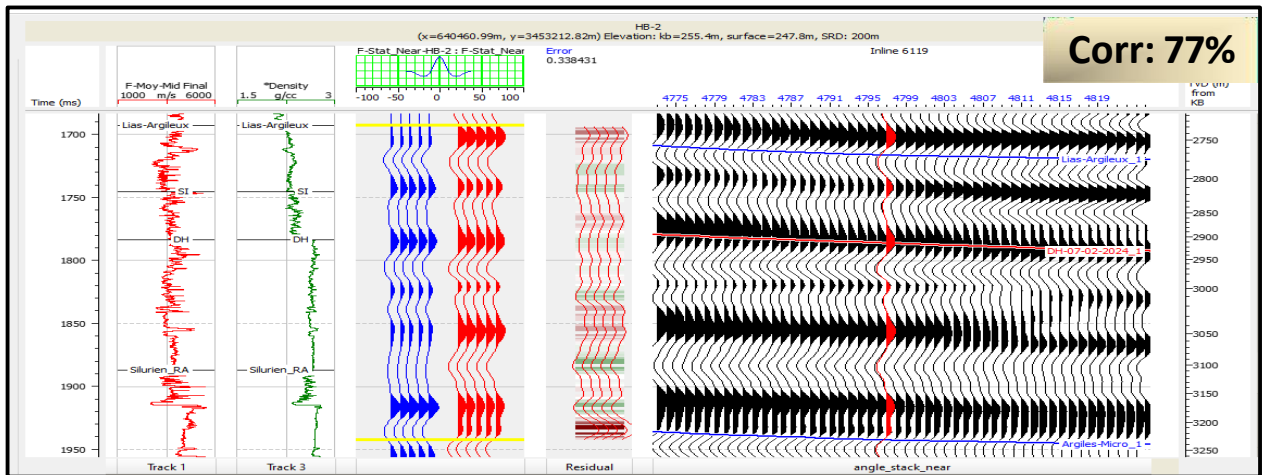 HB-2
(x=640460.99m, y=3453212.82m) Elevation: kb=255.4m, surface=247.8m, SRD: 200m
Corr: 77%
F-Stat_Near-HB-2 : F-Stat_Near
Error
0.338431
Inline 6119
F-Moy-Mid Final
1000 m/s 6000
*Density
1.5 g/cc 3
-100 -50 0 50 100
Time (ms)
4775 4779 4783 4787 4791 4795 4799 4803 4807 4811 4815 4819
TVD (m)
from
KB
Lias-Argileux
Lias-Argileux
1700
2750
Lias-Argileux_1
SI
SI
1750
2800
2850
DH
DH
2900
DH-07-02-2024_1
1800
2950
3000
1850
3050
Silurien_RA
Silurien_RA
3100
1900
3150
3200
Argiles-Micro_1
1950
3250
Track 1
Track 3
Residual
angle_stack_near